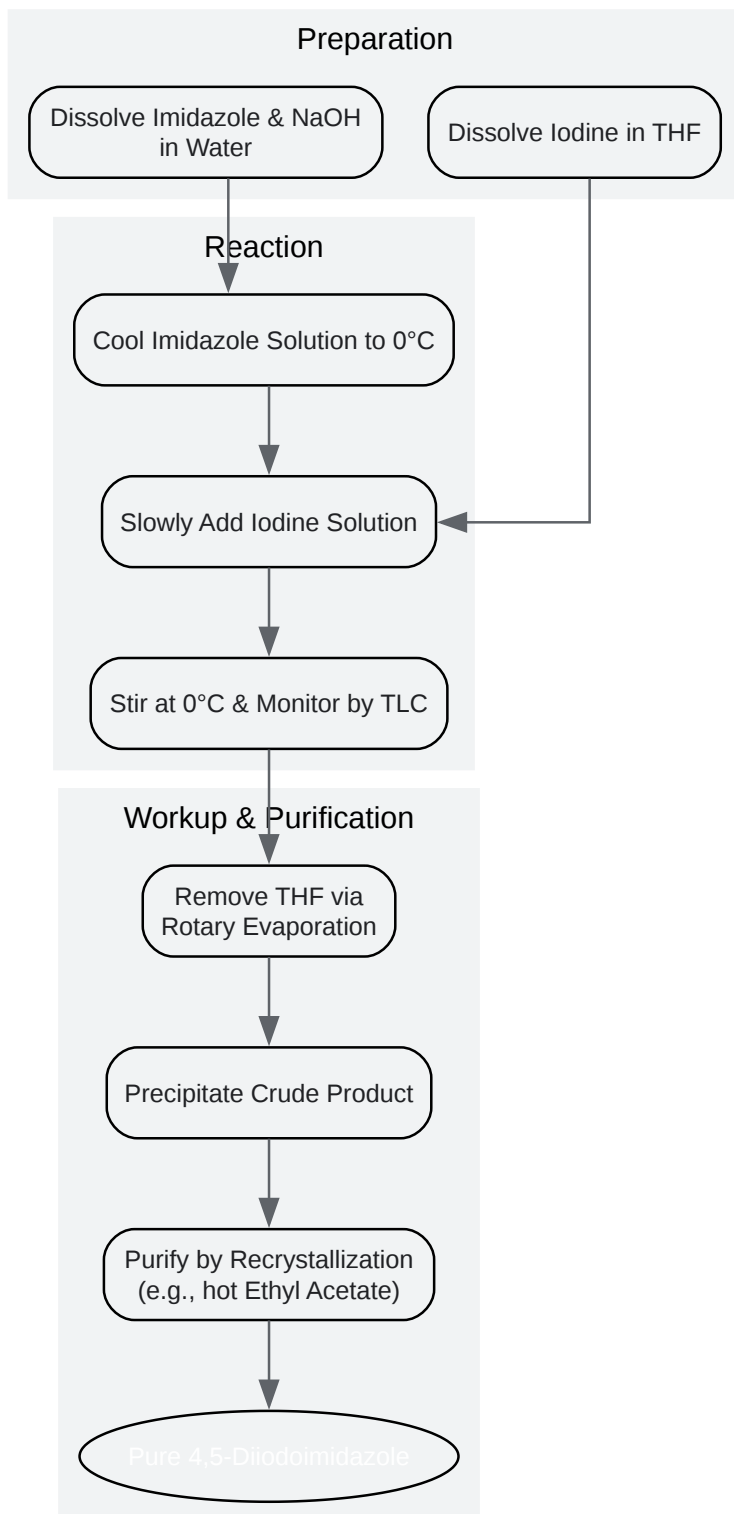 Preparation
Dissolve Imidazole & NaOH
in Water
Dissolve Iodine in THF
Reaction
Cool Imidazole Solution to 0°C
Slowly Add Iodine Solution
Stir at 0°C & Monitor by TLC
Workup & Purification
Remove THF via
Rotary Evaporation
Precipitate Crude Product
Purify by Recrystallization
(e.g., hot Ethyl Acetate)
Pure 4,5-Diiodoimidazole